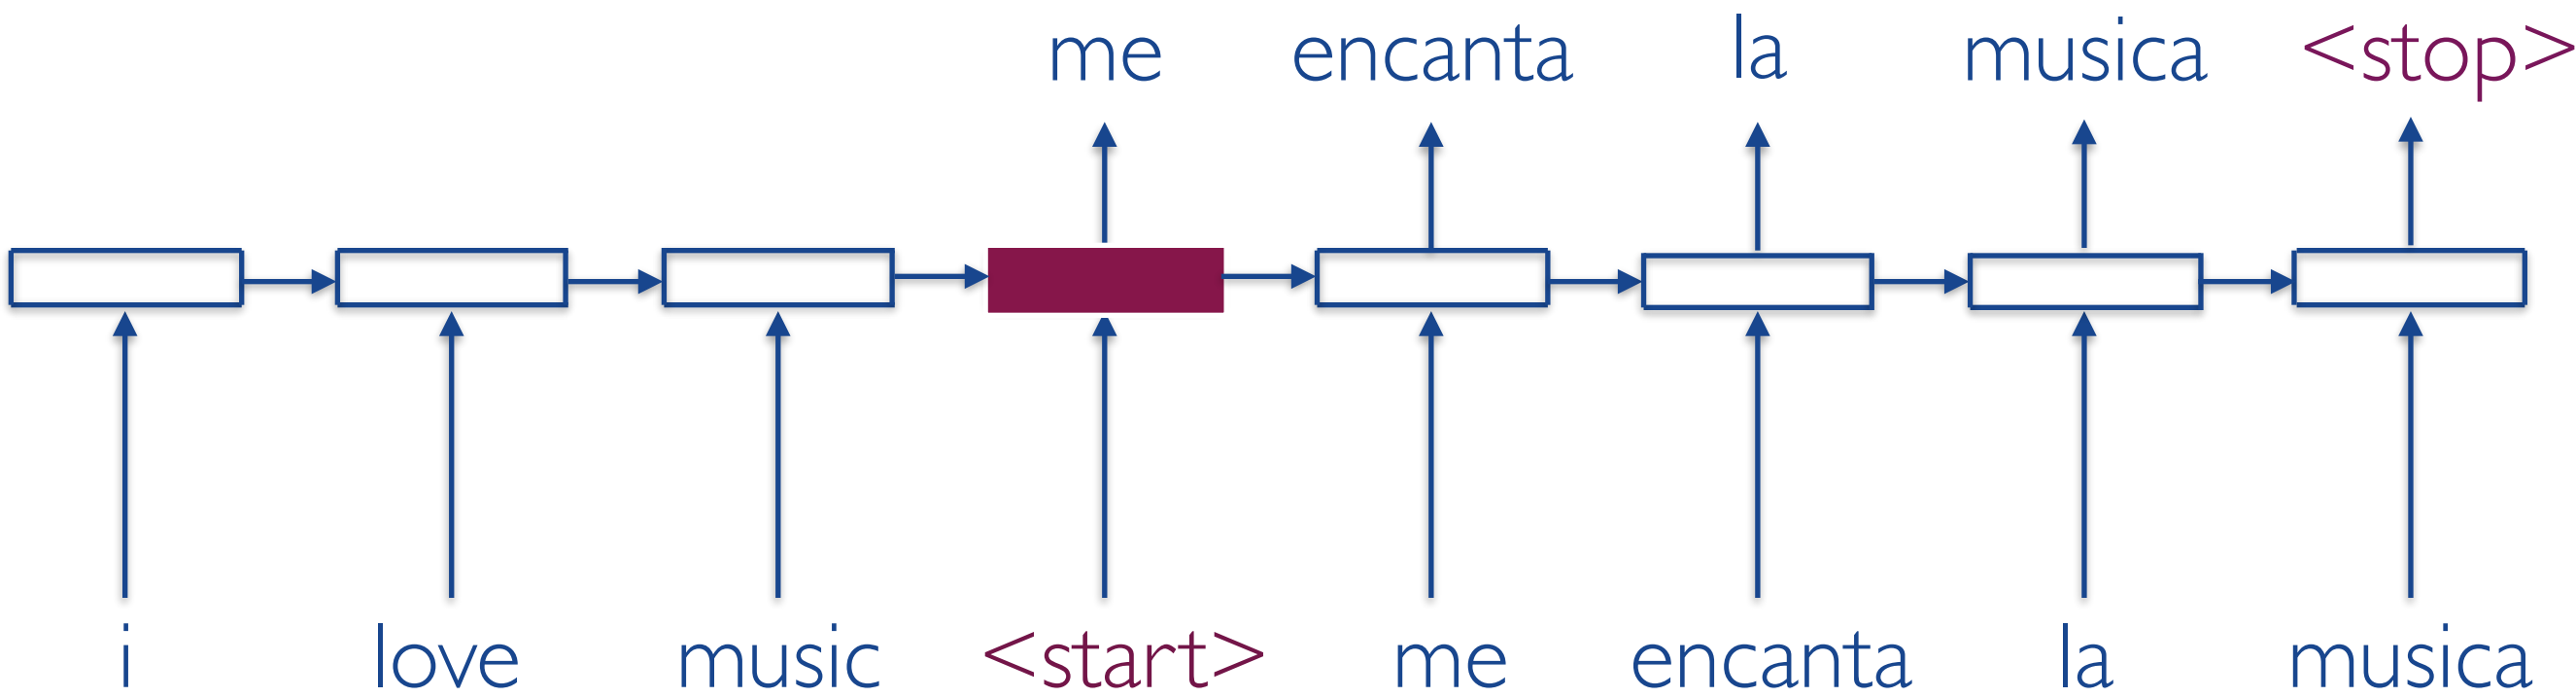 me encanta la musica <stop>
i love music <start> me encanta la musica